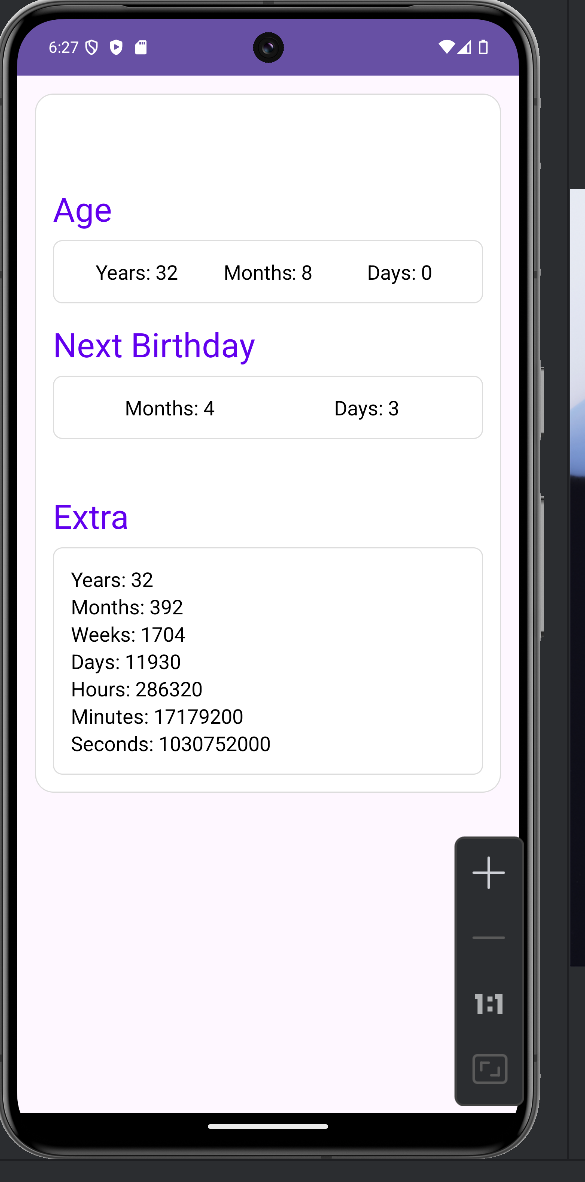 6:27
Age
Years: 32 Months: 8 Days: 0
Next Birthday
Months: 4 Days: 3
Extra
Years: 32
Months: 392
Weeks: 1704
Days: 11930
Hours: 286320
Minutes: 17179200
Seconds: 1030752000
1:1